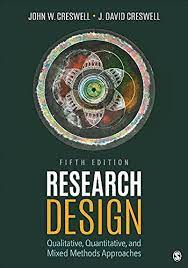 JOHN W. CRESWELL • J. DAVID CRESWELL
FIFTH EDITION
RESEARCH
DESIGN
Qualitative, Quantitative, and
Mixed Methods Approaches